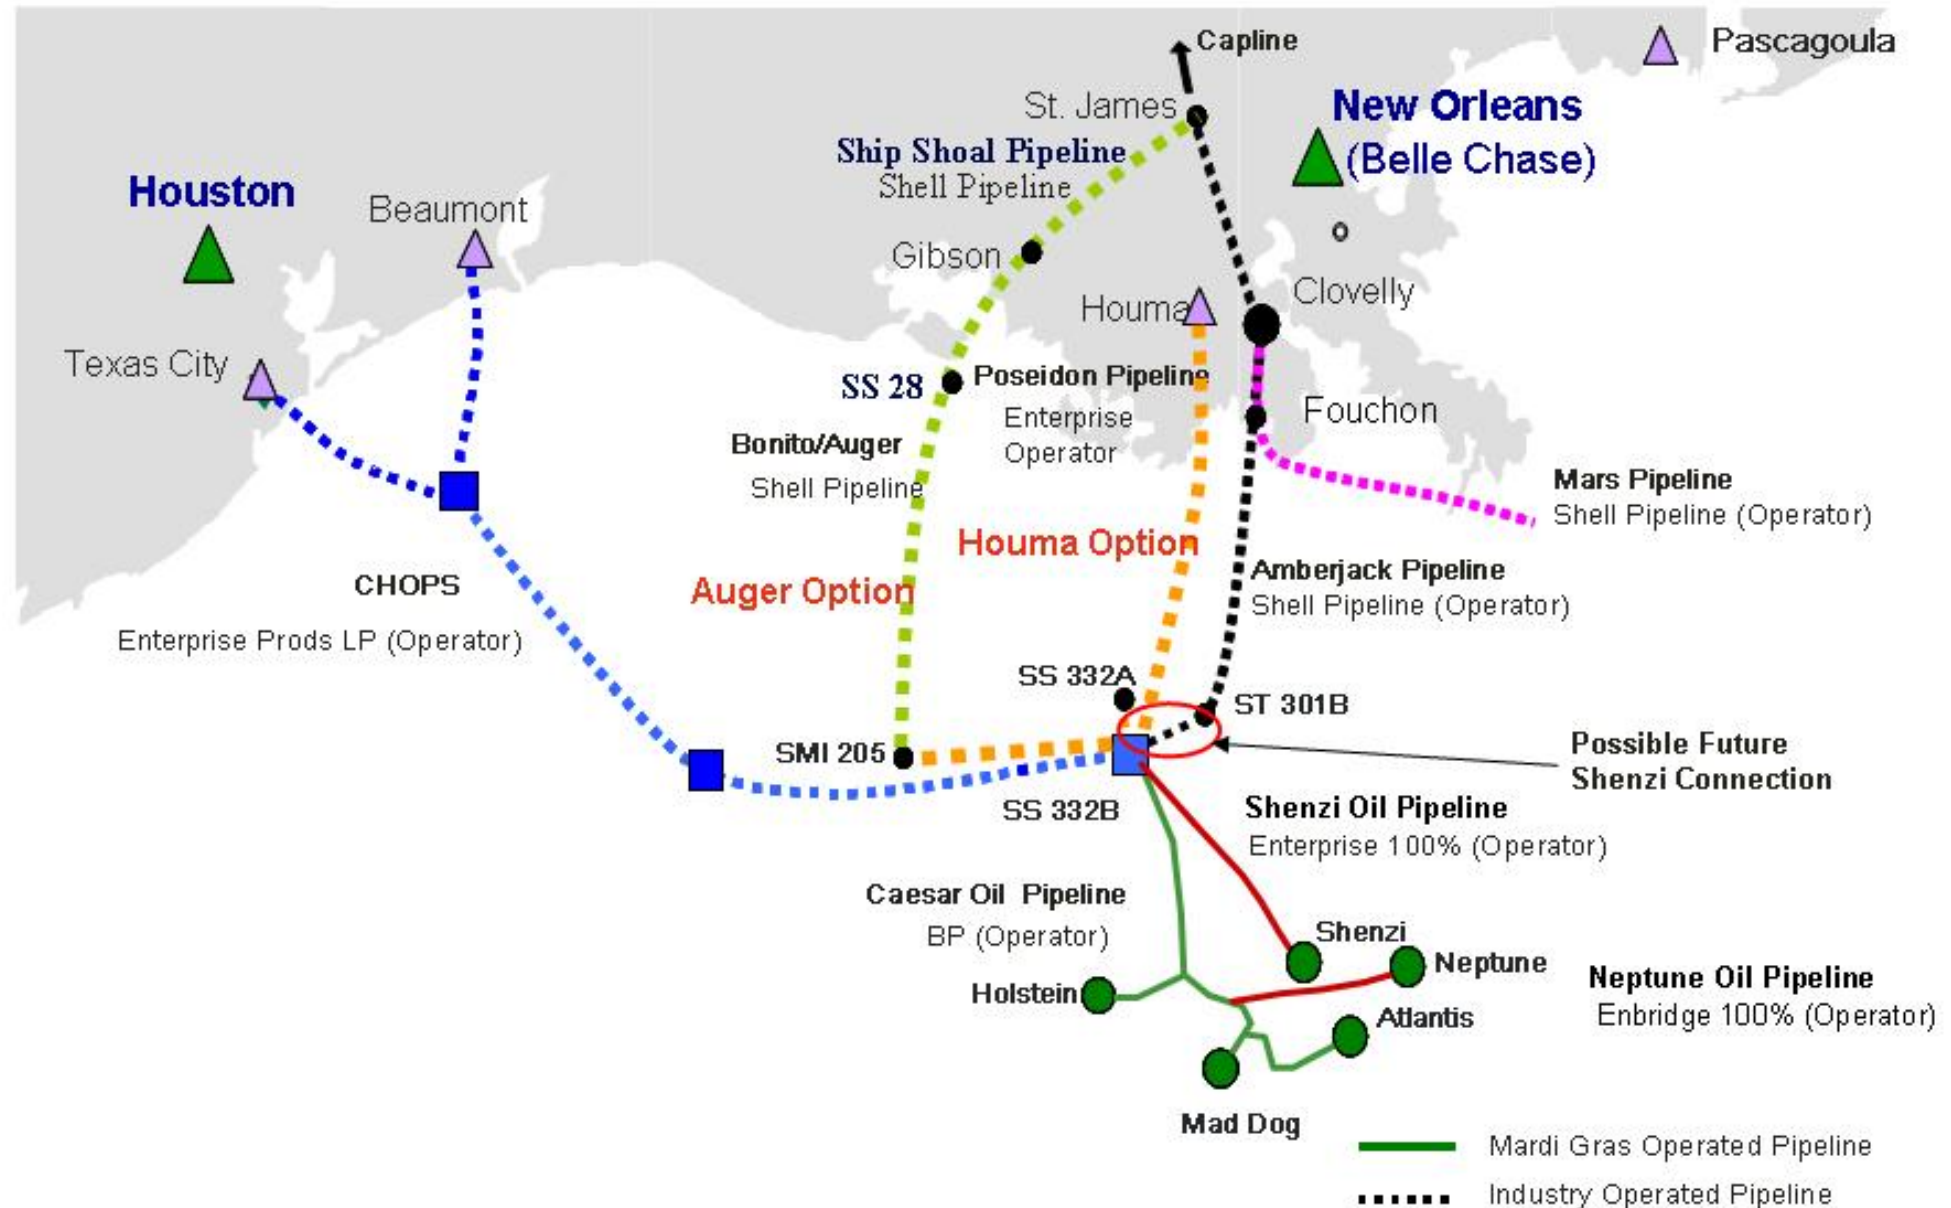 Capline
Pascagoula
St. James
New Orleans
(Belle Chase)
Ship Shoal Pipeline
Shell Pipeline
Houston
Beaumont
Gibson
Clovelly
Houma
Texas City
SS 28
Poseidon Pipeline
Enterprise
Operator
Fouchon
Bonito/Auger
Shell Pipeline
Mars Pipeline
Shell Pipeline (Operator)
Houma Option
Auger Option
Amberjack Pipeline
Shell Pipeline (Operator)
CHOPS
Enterprise Prods LP (Operator)
SS 332A
ST 301B
SMI 205
Possible Future
Shenzi Connection
SS 332B
Shenzi Oil Pipeline
Enterprise 100% (Operator)
Caesar Oil Pipeline
BP (Operator)
Shenzi
Neptune
Holstein
Neptune Oil Pipeline
Enbridge 100% (Operator)
Atlantis
Mad Dog
Mardi Gras Operated Pipeline
Industry Operated Pipeline